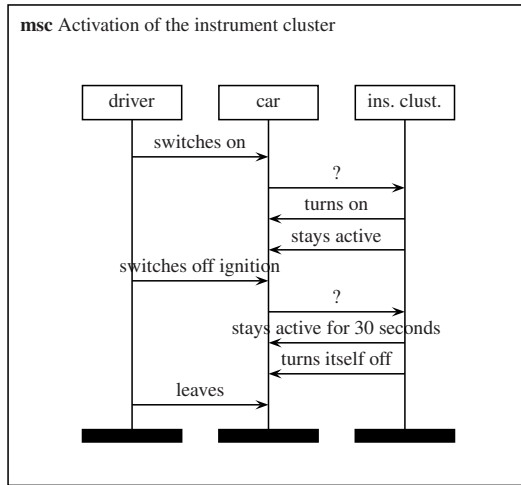 msc Activation of the instrument cluster
driver car ins. clust.
switches on
?
turns on
stays active
switches off ignition
?
stays active for 30 seconds
turns itself off
leaves